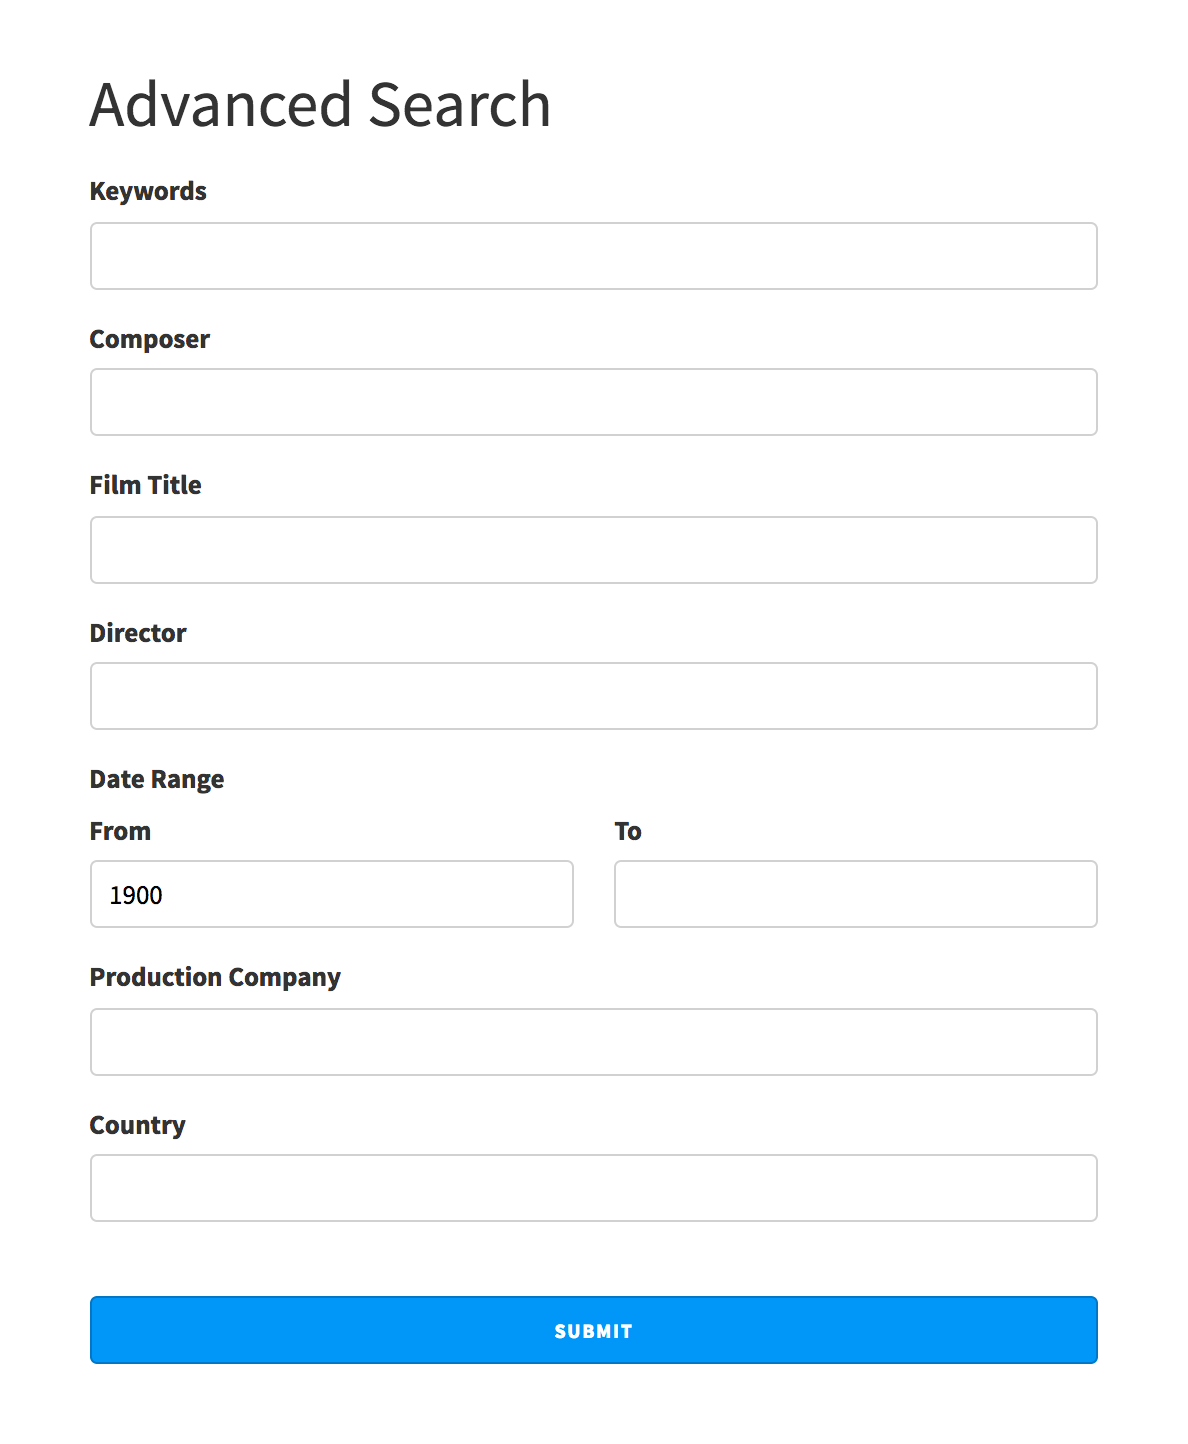 Advanced Search
Keywords
Composer
Film Title
Director
Date Range
From To
1900
Production Company
Country
SUBMIT